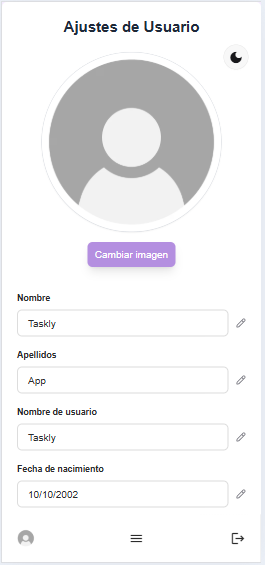 Ajustes de Usuario
Cambiar imagen
Nombre
Taskly
Apellidos
App
Nombre de usuario
Taskly
Fecha de nacimiento
10/10/2002